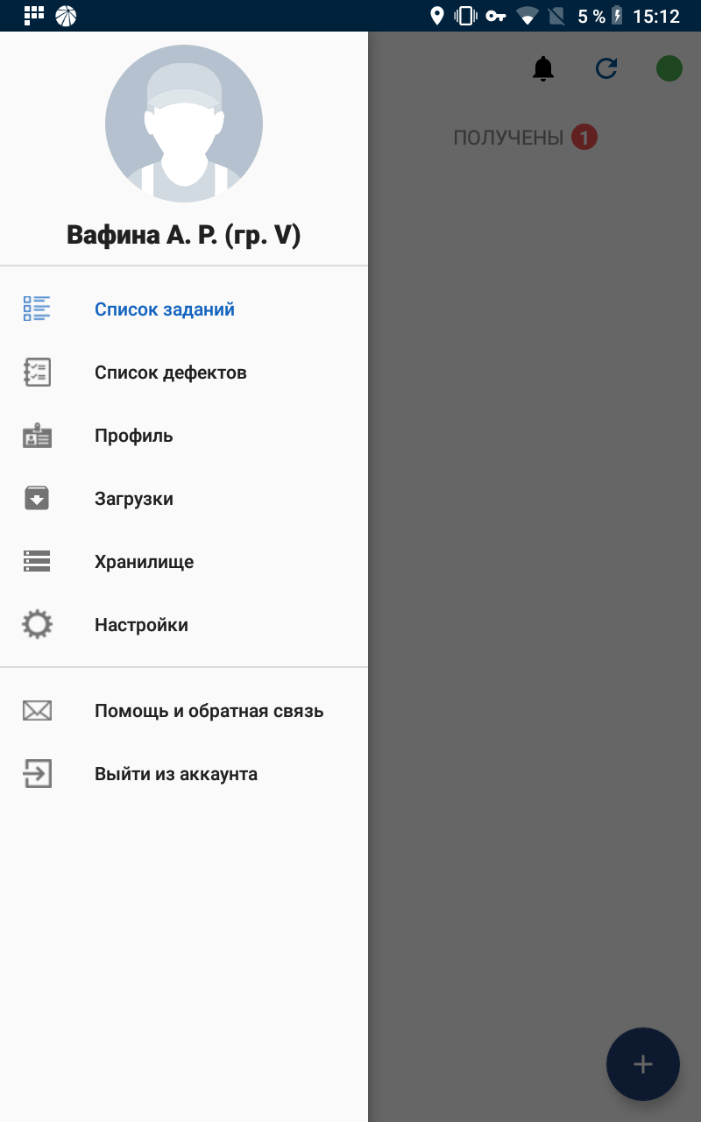 5 % 15:12
ПОЛУЧЕНЫ 1
Вафина А. Р. (гр. V)
Список заданий
Список дефектов
Профиль
Загрузки
Хранилище
Настройки
Помощь и обратная связь
Выйти из аккаунта